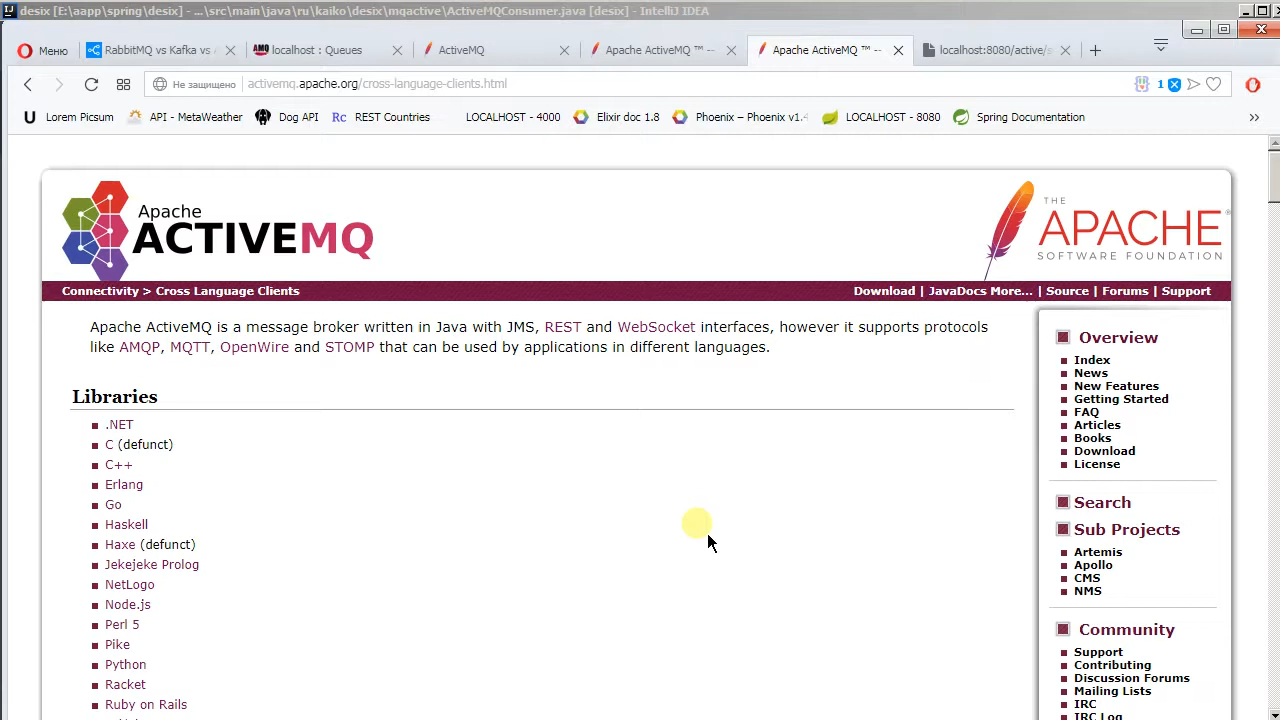 desix [E:\aapp\spring\desix] - ...\src\main\java\ru\kaiko\desix\mqactive\ActiveMQConsumer.java [desix] - IntelliJ IDEA
Меню
RabbitMQ vs Kafka vs
localhost : Queues
ActiveMQ
Apache ActiveMQ ™ --
Apache ActiveMQ ™ --
localhost:8080/active/s
Не защищено
activemq.apache.org/cross-language-clients.html
1
Lorem Picsum
API - MetaWeather
Dog API
Rc REST Countries
LOCALHOST - 4000
Elixir doc 1.8
Phoenix – Phoenix v1.4
LOCALHOST - 8080
Spring Documentation
Apache
ACTIVEMQ
THE
APACHE®
SOFTWARE FOUNDATION
Connectivity > Cross Language Clients
Download | JavaDocs More... | Source | Forums | Support
Apache ActiveMQ is a message broker written in Java with JMS, REST and WebSocket interfaces, however it supports protocols
like AMQP, MQTT, OpenWire and STOMP that can be used by applications in different languages.
Libraries
.NET
C (defunct)
C++
Erlang
Go
Haskell
Haxe (defunct)
Jekejeke Prolog
NetLogo
Node.js
Perl 5
Pike
Python
Racket
Ruby on Rails
Overview
Index
News
New Features
Getting Started
FAQ
Articles
Books
Download
License
Search
Sub Projects
Artemis
Apollo
CMS
NMS
Community
Support
Contributing
Discussion Forums
Mailing Lists
IRC
IRC Log